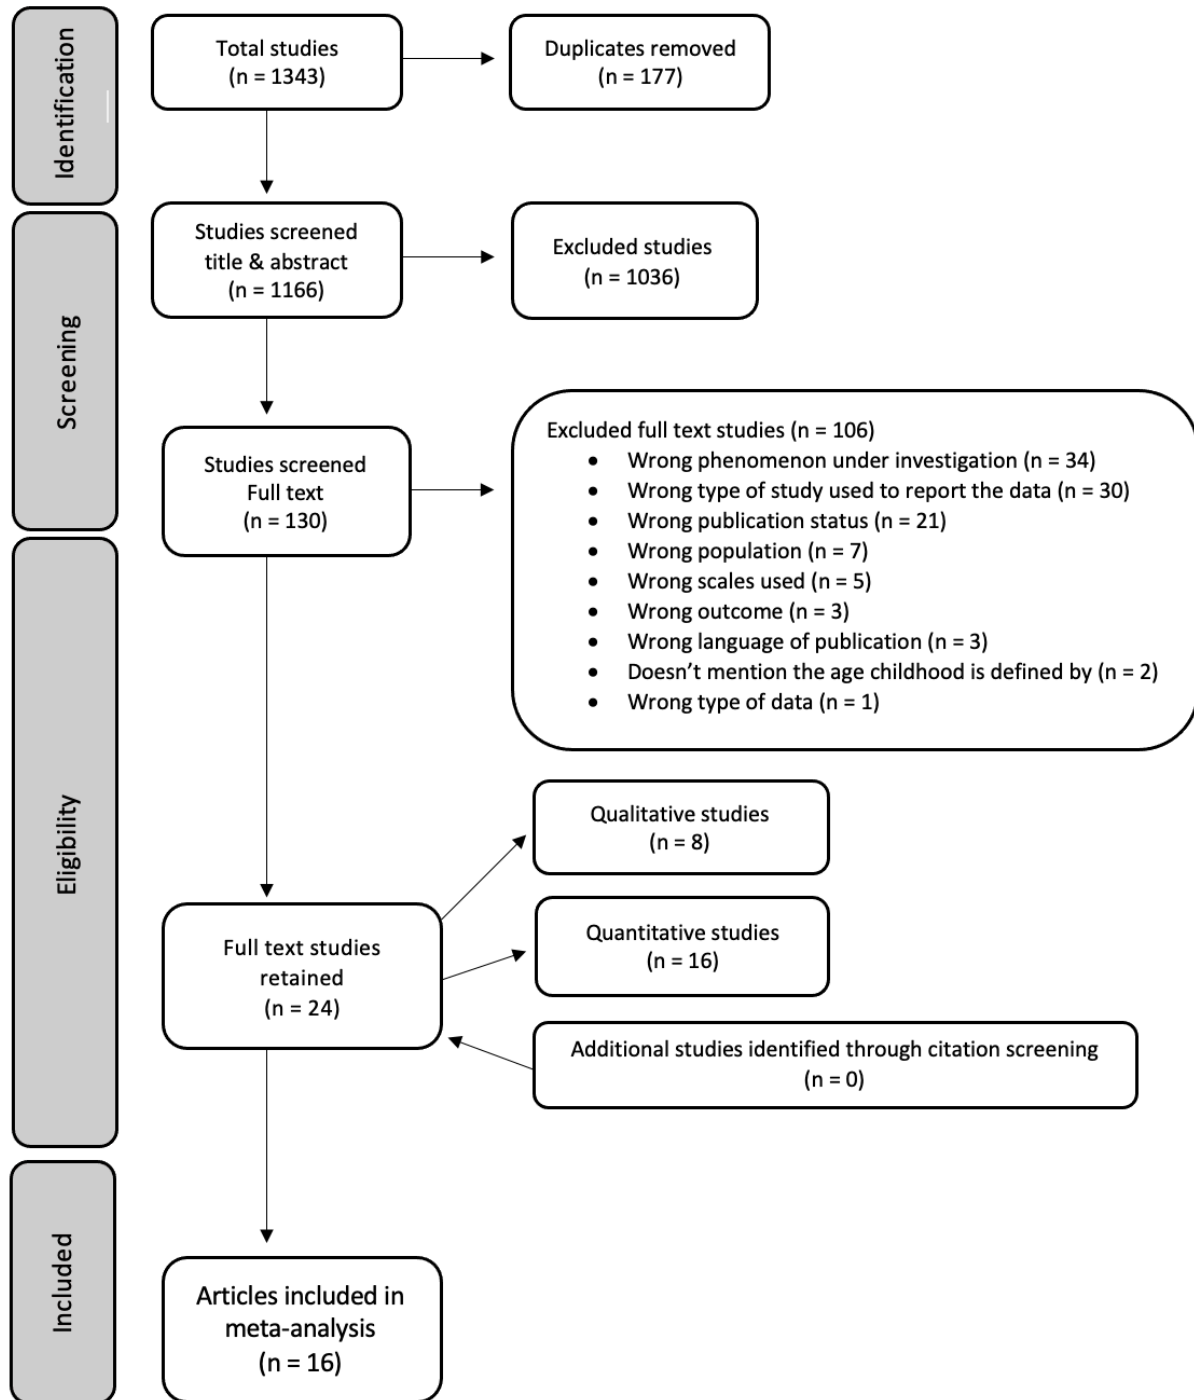 Identification
Total studies
(n = 1343)
Duplicates removed
(n = 177)
Screening
Studies screened
title & abstract
(n = 1166)
Excluded studies
(n = 1036)
Studies screened
Full text
(n = 130)
Excluded full text studies (n = 106)
• Wrong phenomenon under investigation (n = 34)
• Wrong type of study used to report the data (n = 30)
• Wrong publication status (n = 21)
• Wrong population (n = 7)
• Wrong scales used (n = 5)
• Wrong outcome (n = 3)
• Wrong language of publication (n = 3)
• Doesn’t mention the age childhood is defined by (n = 2)
• Wrong type of data (n = 1)
Eligibility
Qualitative studies
(n = 8)
Full text studies
retained
(n = 24)
Quantitative studies
(n = 16)
Additional studies identified through citation screening
(n = 0)
Included
Articles included in
meta-analysis
(n = 16)